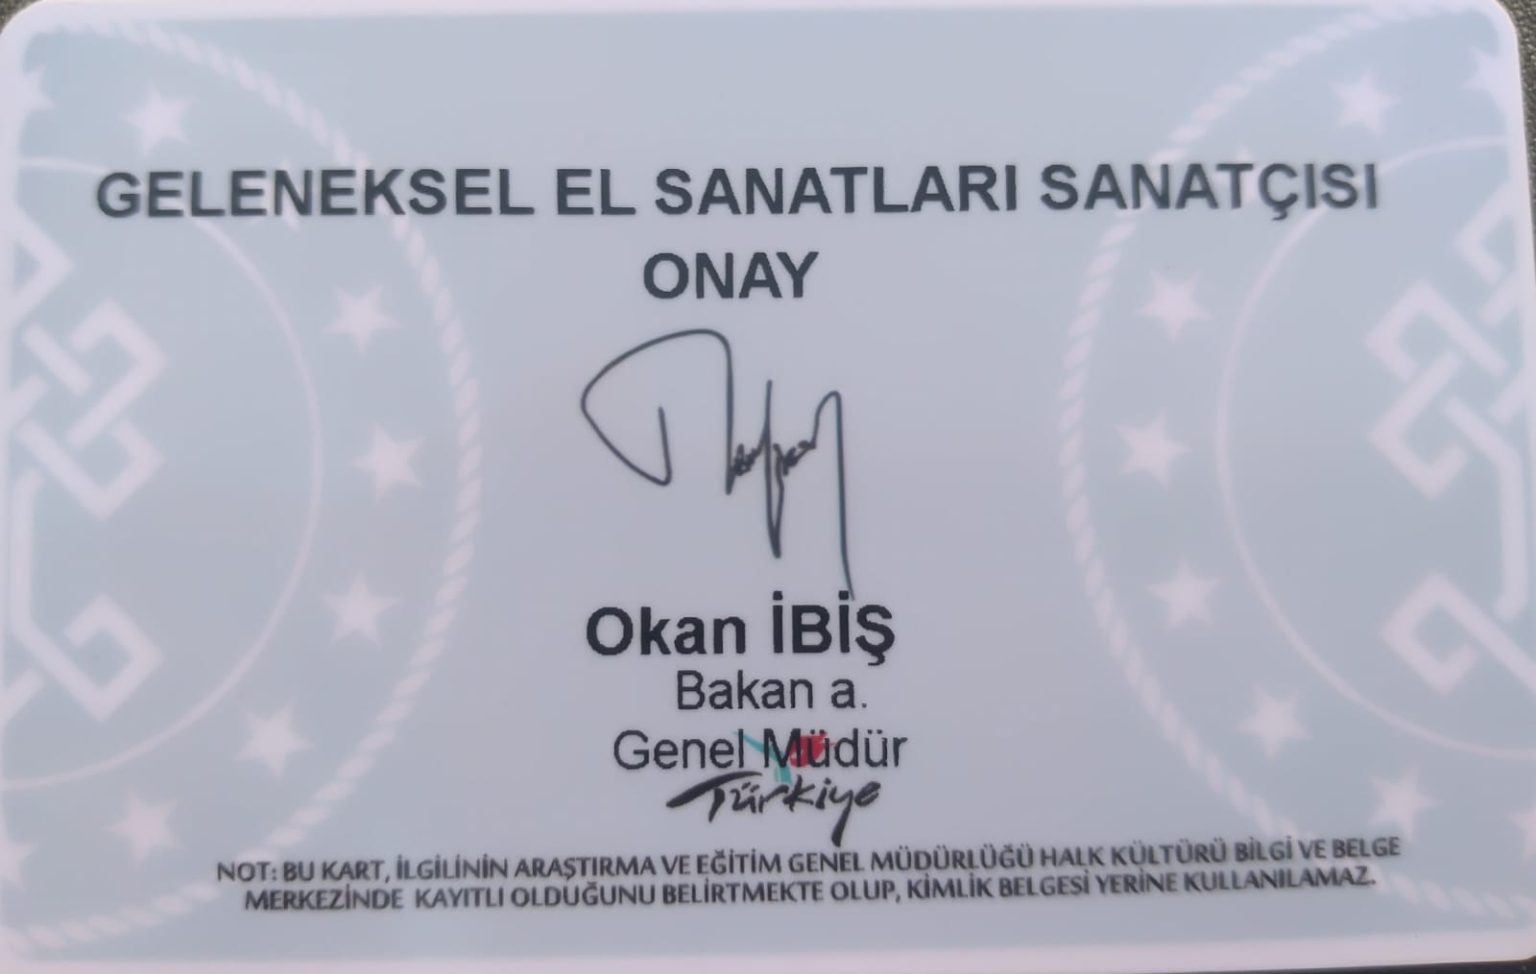 GELENEKSEL EL SANATLARI SANATÇISI
ONAY
Okan İBİŞ
Bakan a.
Genel Müdür
Türkiye
NOT: BU KART, İLGİLİNİN ARAŞTIRMA VE EĞİTİM GENEL MÜDÜRLÜĞÜ HALK KÜLTÜRÜ BİLGİ VE BELGE
MERKEZİNDE KAYITLI OLDUĞUNU BELİRTMEKTE OLUP, KİMLİK BELGESİ YERİNE KULLANILAMAZ.